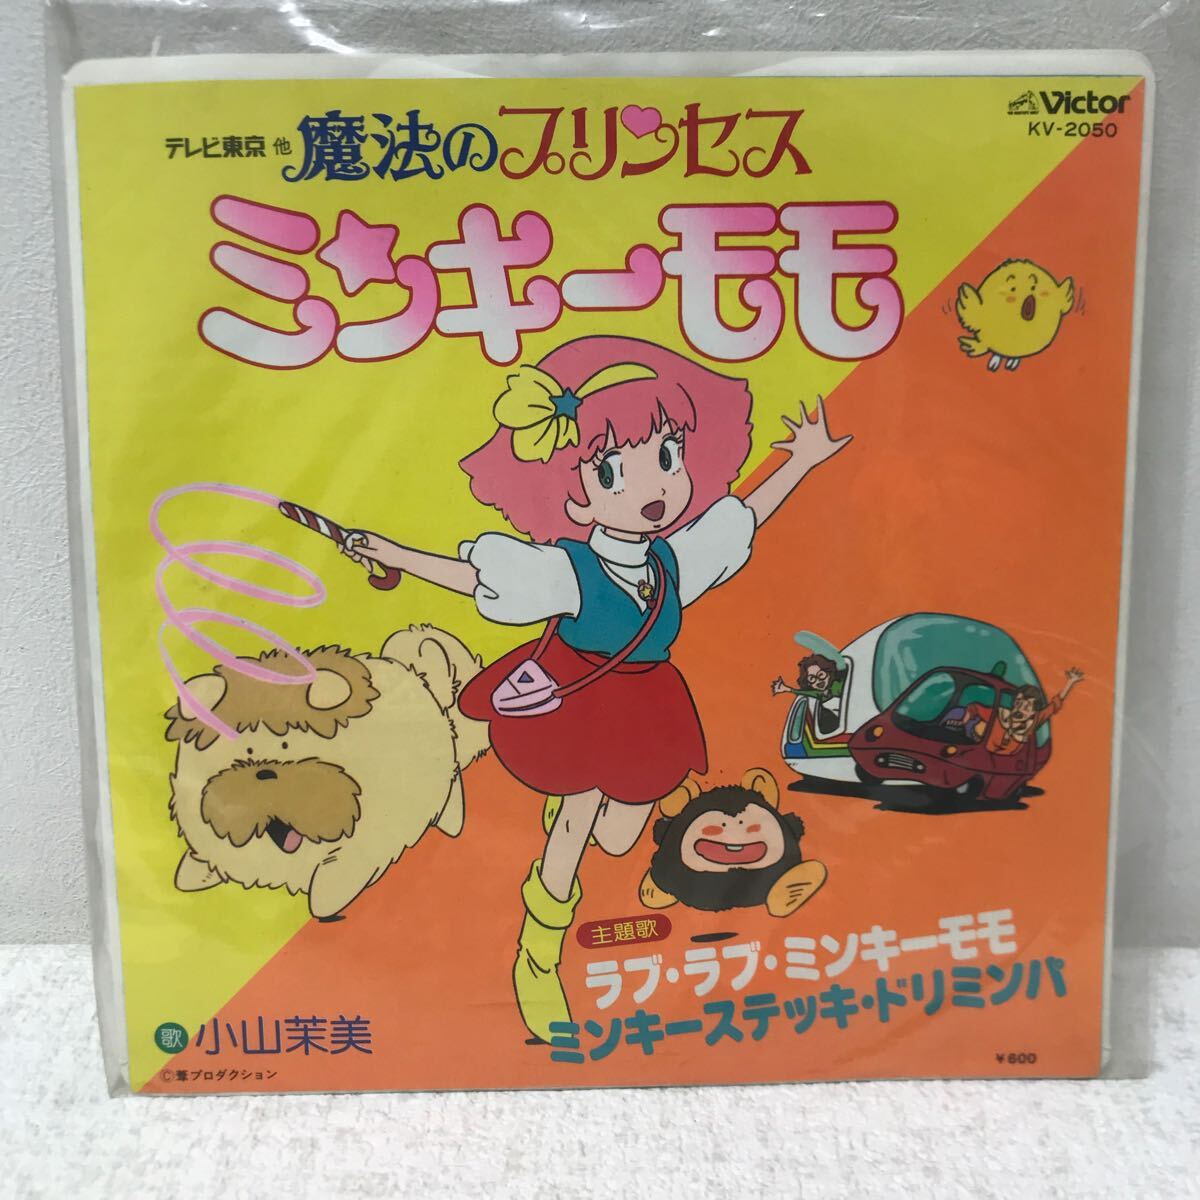 Victor
KV-2050
テレビ東京 他 魔法のプリンセス
ミンキーモモ
主題歌
ラブ・ラブ・ミンキーモモ
ミンキーステッキ・ドリミンパ
歌 小山茉美
©葦プロダクション
¥600